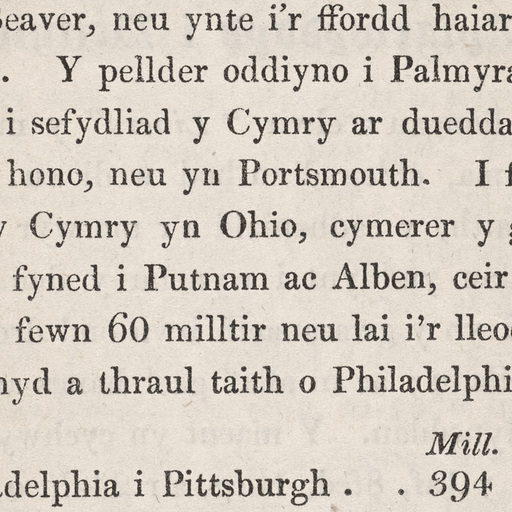 Beaver, neu ynte i'r ffordd haiar
. Y pellder oddiyno i Palmyra
i sefydliad y Cymry ar duedda
hono, neu yn Portsmouth. I f
y Cymry yn Ohio, cymerer y g
fyned i Putnam ac Alben, ceir
fewn 60 milltir neu lai i'r lleo
hyd a thraul taith o Philadelphi
Mill.
adelphia i Pittsburgh . . 394